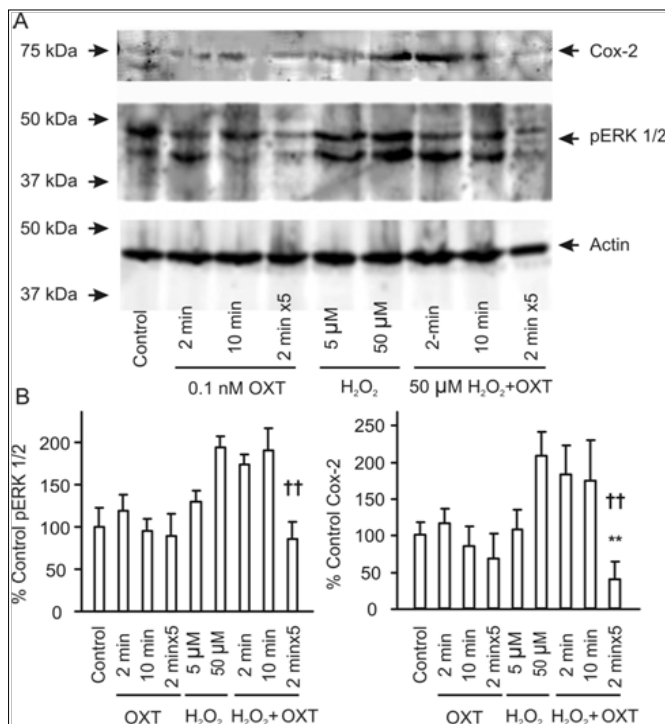 A
75 kDa
Cox-2
50 kDa
pERK 1/2
37 kDa
50 kDa
Actin
37 kDa
Control
2 min
10 min
2 min x5
5 µM
50 µM
2-min
10 min
2 min x5
0.1 nM OXT
H₂O₂
50 µM H₂O₂+OXT
B
% Control pERK 1/2
200
150
100
50
0
††
Control
2 min
10 min
2 minx5
5 µM
50 µM
2 min
10 min
2 minx5
OXT
H₂O₂
H₂O₂+ OXT
% Control Cox-2
250
200
150
100
50
0
††
**
Control
2 min
10 min
2 minx5
5 µM
50 µM
2 min
10 min
2 minx5
OXT
H₂O₂
H₂O₂+ OXT